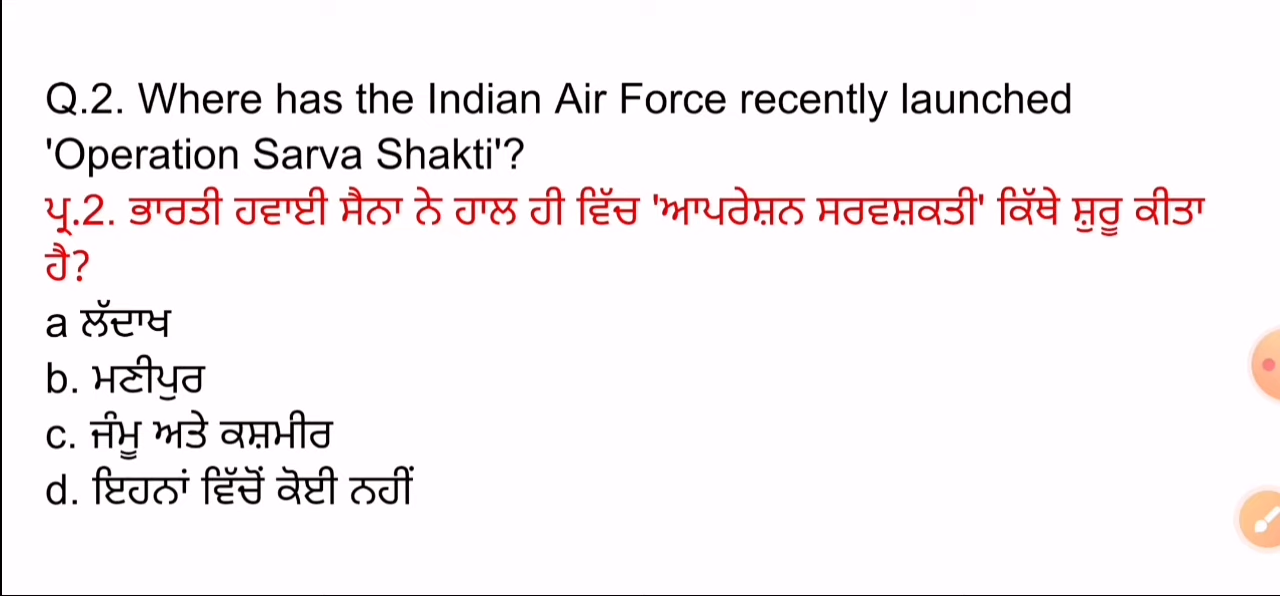 Q.2. Where has the Indian Air Force recently launched
'Operation Sarva Shakti'?
ਪ੍ਰ.2. ਭਾਰਤੀ ਹਵਾਈ ਸੈਨਾ ਨੇ ਹਾਲ ਹੀ ਵਿੱਚ 'ਆਪਰੇਸ਼ਨ ਸਰਵਸ਼ਕਤੀ' ਕਿੱਥੇ ਸ਼ੁਰੂ ਕੀਤਾ
ਹੈ?
a ਲੱਦਾਖ
b. ਮਣੀਪੁਰ
c. ਜੰਮੂ ਅਤੇ ਕਸ਼ਮੀਰ
d. ਇਹਨਾਂ ਵਿੱਚੋਂ ਕੋਈ ਨਹੀਂ